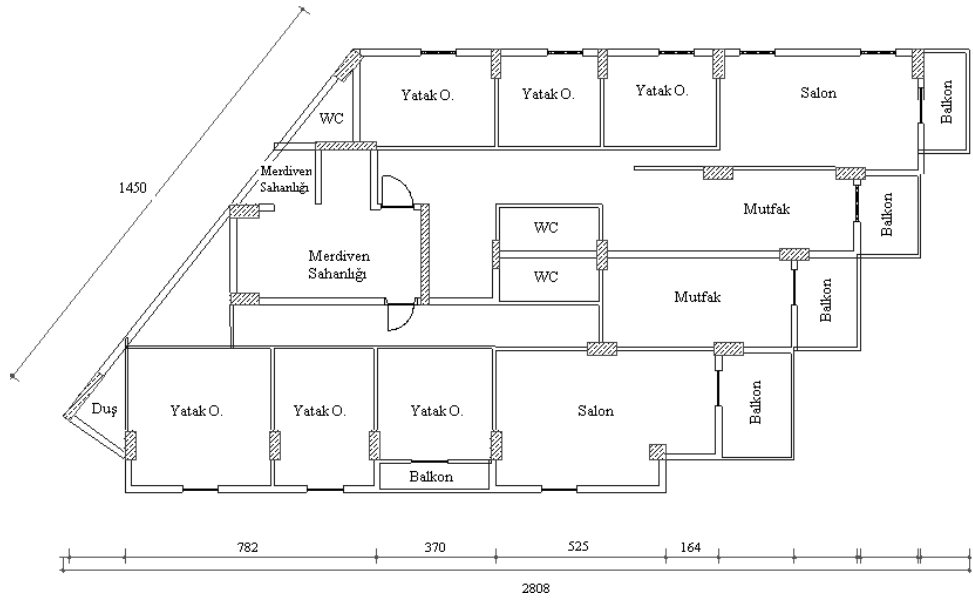 Yatak O.
Yatak O.
Yatak O.
Salon
Balkon
WC
1450
Merdiven
Sahanlığı
Mutfak
Balkon
WC
Merdiven
Sahanlığı
WC
Mutfak
Balkon
Duş
Yatak O.
Yatak O.
Yatak O.
Salon
Balkon
Balkon
782
370
525
164
2808